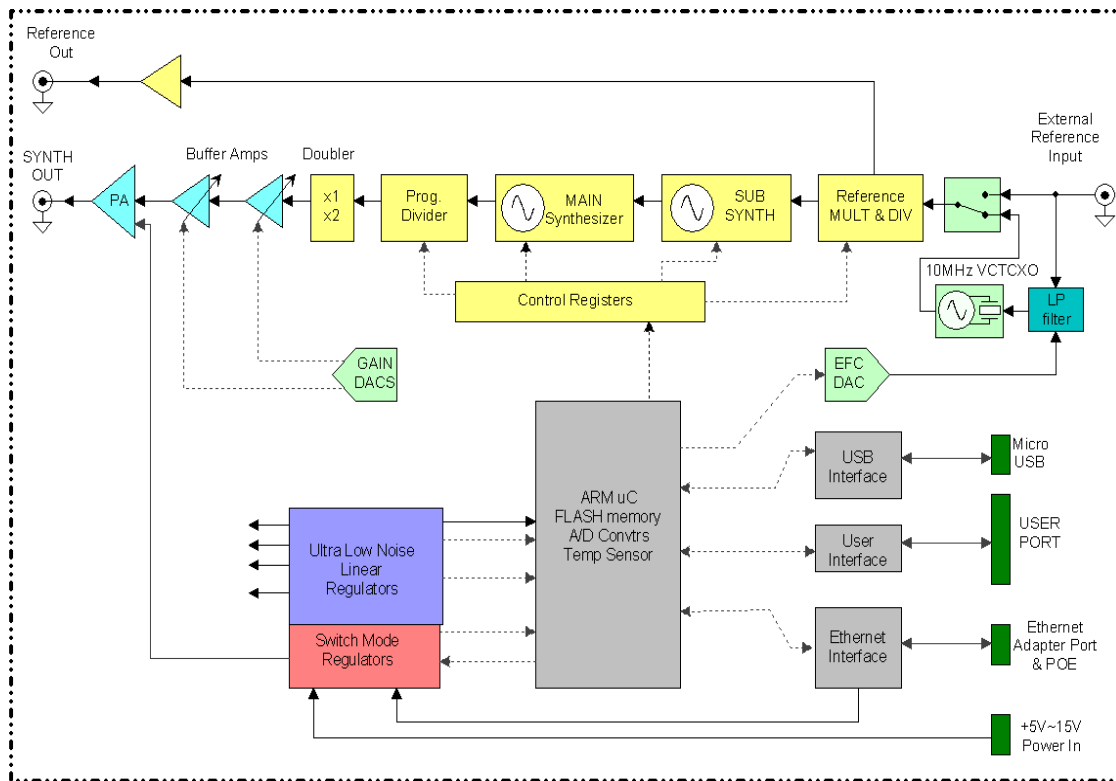 Reference
Out
External
Reference
Input
SYNTH
OUT
PA
Buffer Amps
Doubler
x1
x2
Prog.
Divider
MAIN
Synthesizer
SUB
SYNTH
Reference
MULT & DIV
10MHz VCTCXO
LP
filter
Control Registers
GAIN
DACS
EFC
DAC
ARM uC
FLASH memory
A/D Convtrs
Temp Sensor
USB
Interface
Micro
USB
User
Interface
USER
PORT
Ultra Low Noise
Linear
Regulators
Switch Mode
Regulators
Ethernet
Interface
Ethernet
Adapter Port
& POE
+5V~15V
Power In